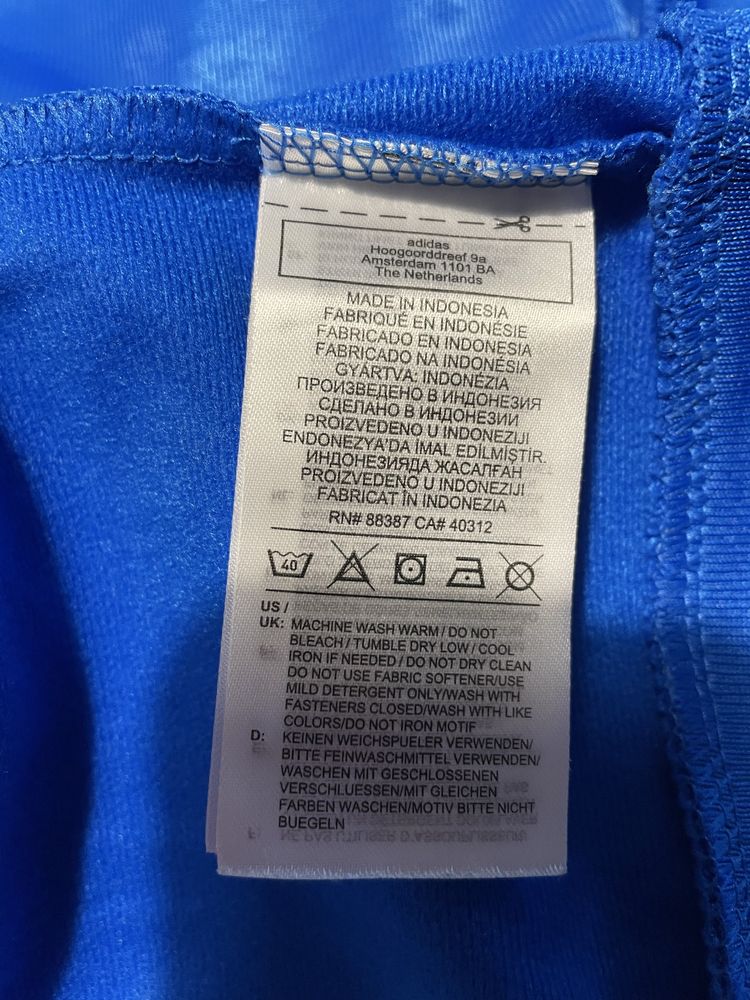 adidas
Hoogoorddreef 9a
Amsterdam 1101 BA
The Netherlands
MADE IN INDONESIA
FABRIQUÉ EN INDONÉSIE
FABRICADO EN INDONESIA
FABRICADO NA INDONÉSIA
GYÁRTVA: INDONÉZIA
ПРОИЗВЕДЕНО В ИНДОНЕЗИЯ
СДЕЛАНО В ИНДОНЕЗИИ
PROIZVEDENO U INDONEZIJI
ENDONEZYA'DA İMAL EDİLMİŞTİR.
ИНДОНЕЗИЯДА ЖАСАЛҒАН
PROIZVEDENO U INDONEZIJI
FABRICAT ÎN INDONEZIA
RN# 88387 CA# 40312
40
US /
UK: MACHINE WASH WARM / DO NOT
BLEACH / TUMBLE DRY LOW / COOL
IRON IF NEEDED / DO NOT DRY CLEAN
DO NOT USE FABRIC SOFTENER/USE
MILD DETERGENT ONLY/WASH WITH
FASTENERS CLOSED/WASH WITH LIKE
COLORS/DO NOT IRON MOTIF
D: KEINEN WEICHSPUELER VERWENDEN/
BITTE FEINWASCHMITTEL VERWENDEN/
WASCHEN MIT GESCHLOSSENEN
VERSCHLUESSEN/MIT GLEICHEN
FARBEN WASCHEN/MOTIV BITTE NICHT
BUEGELN